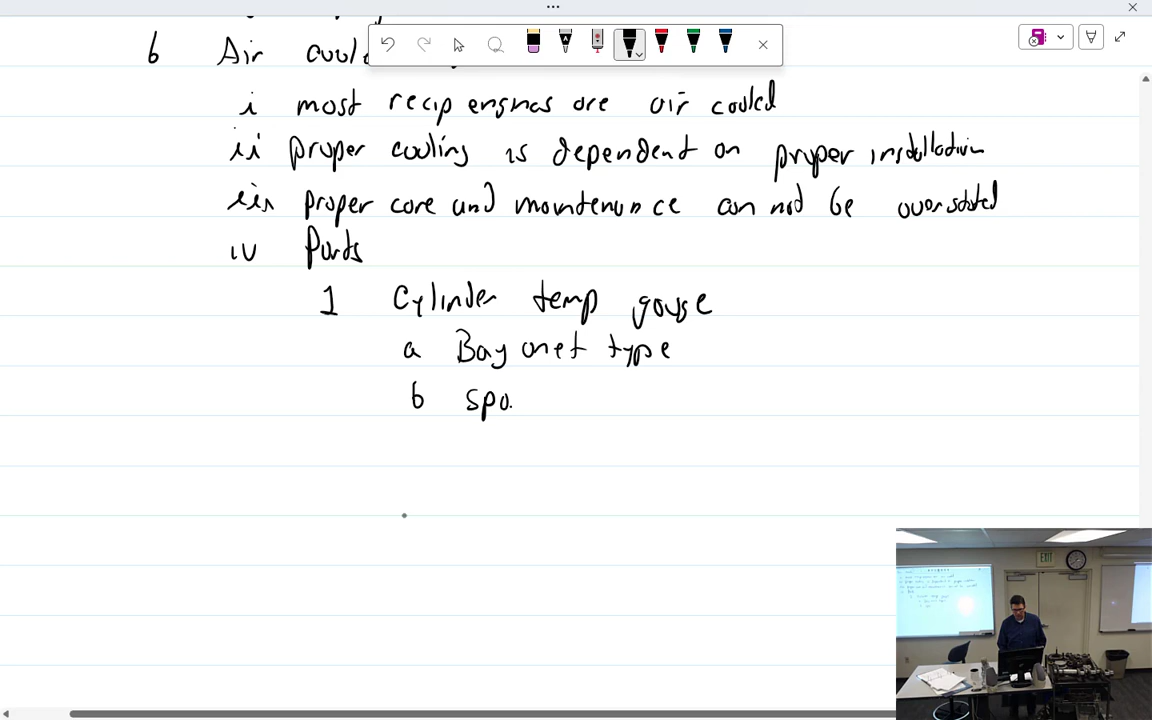 b Air cool
i most recip engines are air cooled
ii proper cooling is dependent on proper installation
iii proper care and maintenance can not be overstated
iv Parts
1 Cylinder temp gauge
a Bayonet type
b spa
EXIT